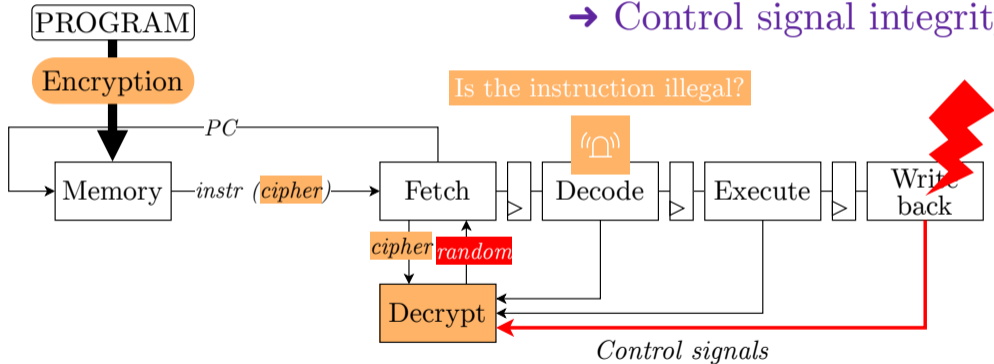 PROGRAM
➜ Control signal integrit
Encryption
Is the instruction illegal?
PC
Memory
instr (cipher)
Fetch
Decode
Execute
Write
back
cipher
random
Decrypt
Control signals